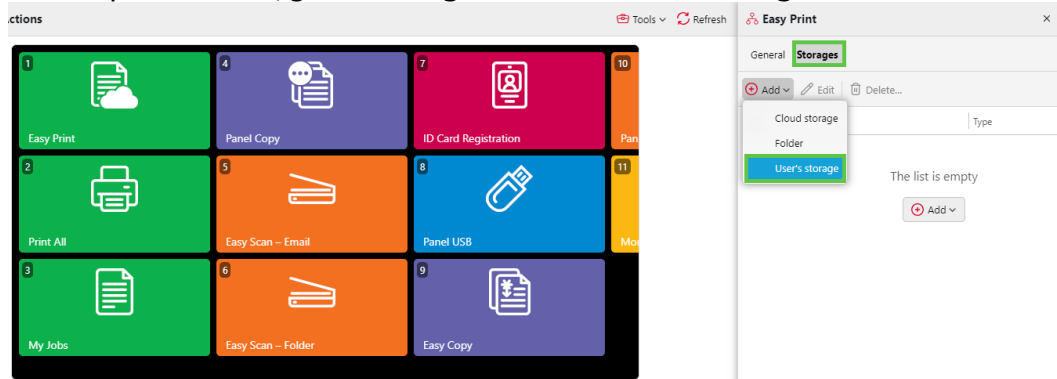 ctions
Tools Refresh
1
Easy Print
4
Panel Copy
7
ID Card Registration
10
Pan
2
Print All
5
Easy Scan – Email
8
Panel USB
11
Mo
3
My Jobs
6
Easy Scan – Folder
9
Easy Copy
Easy Print
General Storages
Add Edit Delete...
Type
Cloud storage
Folder
User's storage
The list is empty
Add